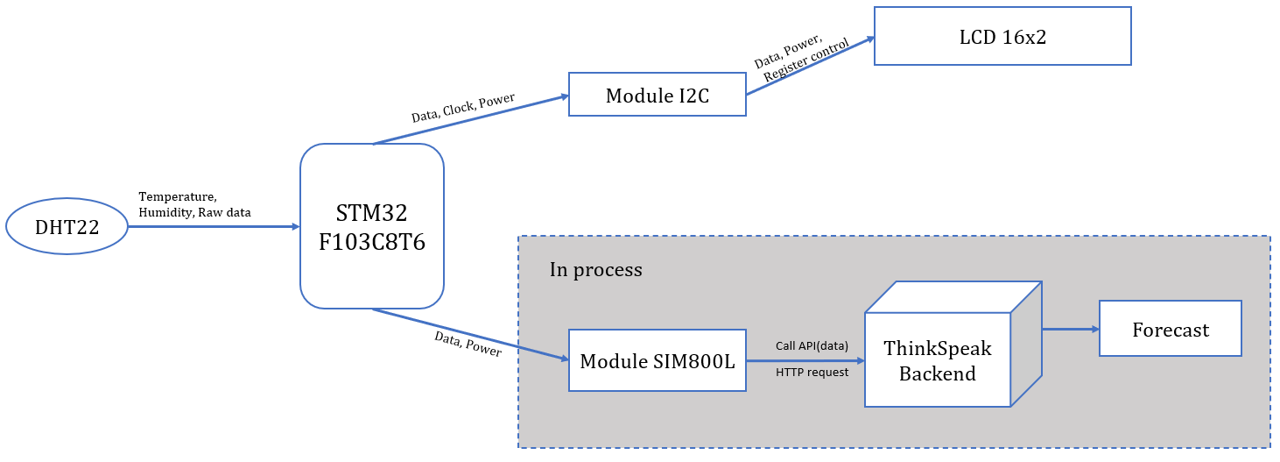 LCD 16x2
Data, Power,
Register control
Module I2C
Data, Clock, Power
Temperature,
Humidity, Raw data
DHT22
STM32
F103C8T6
In process
Data, Power
Module SIM800L
Call API(data)
HTTP request
ThinkSpeak
Backend
Forecast